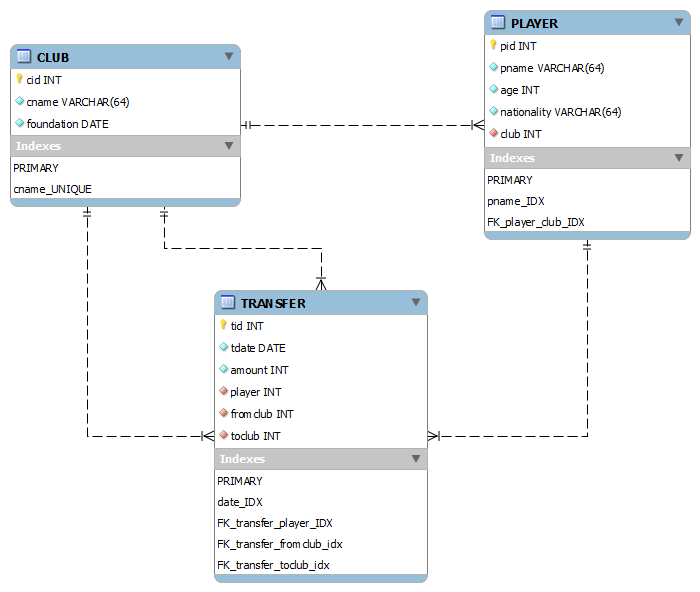 CLUB
cid INT
cname VARCHAR(64)
foundation DATE
Indexes
PRIMARY
cname_UNIQUE
PLAYER
pid INT
pname VARCHAR(64)
age INT
nationality VARCHAR(64)
club INT
Indexes
PRIMARY
pname_IDX
FK_player_club_IDX
TRANSFER
tid INT
tdate DATE
amount INT
player INT
fromclub INT
toclub INT
Indexes
PRIMARY
date_IDX
FK_transfer_player_IDX
FK_transfer_fromclub_idx
FK_transfer_toclub_idx